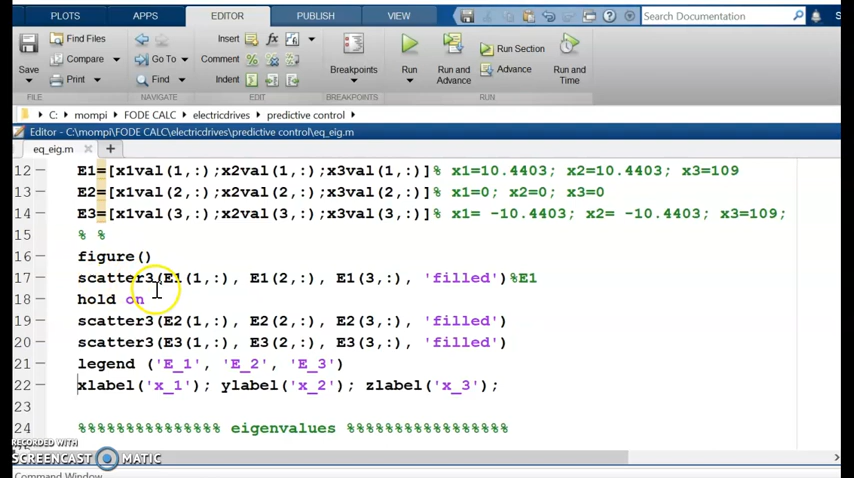 PLOTS APPS EDITOR PUBLISH VIEW Search Documentation
Find Files Insert fx
Save Compare Go To Comment % Breakpoints Run Run and Advance Run Section Advance Run and Time
Print Find Indent
FILE NAVIGATE EDIT BREAKPOINTS RUN
C: mompi FODE CALC electricdrives predictive control
Editor - C:\mompi\FODE CALC\electricdrives\predictive control\eq_eig.m
eq_eig.m × +
12 – E1=[x1val(1,:);x2val(1,:);x3val(1,:)]% x1=10.4403; x2=10.4403; x3=109
13 – E2=[x1val(2,:);x2val(2,:);x3val(2,:)]% x1=0; x2=0; x3=0
14 – E3=[x1val(3,:);x2val(3,:);x3val(3,:)]% x1= -10.4403; x2= -10.4403; x3=109;
15 % %
16 – figure()
17 – scatter3(E1(1,:), E1(2,:), E1(3,:), 'filled')%E1
18 – hold on
19 – scatter3(E2(1,:), E2(2,:), E2(3,:), 'filled')
20 – scatter3(E3(1,:), E3(2,:), E3(3,:), 'filled')
21 – legend ('E_1', 'E_2', 'E_3')
22 – xlabel('x_1'); ylabel('x_2'); zlabel('x_3');
23
24 %%%%%%%%%%%%%%% eigenvalues %%%%%%%%%%%%%%%%%
RECORDED WITH
SCREENCAST MATIC
Command Window